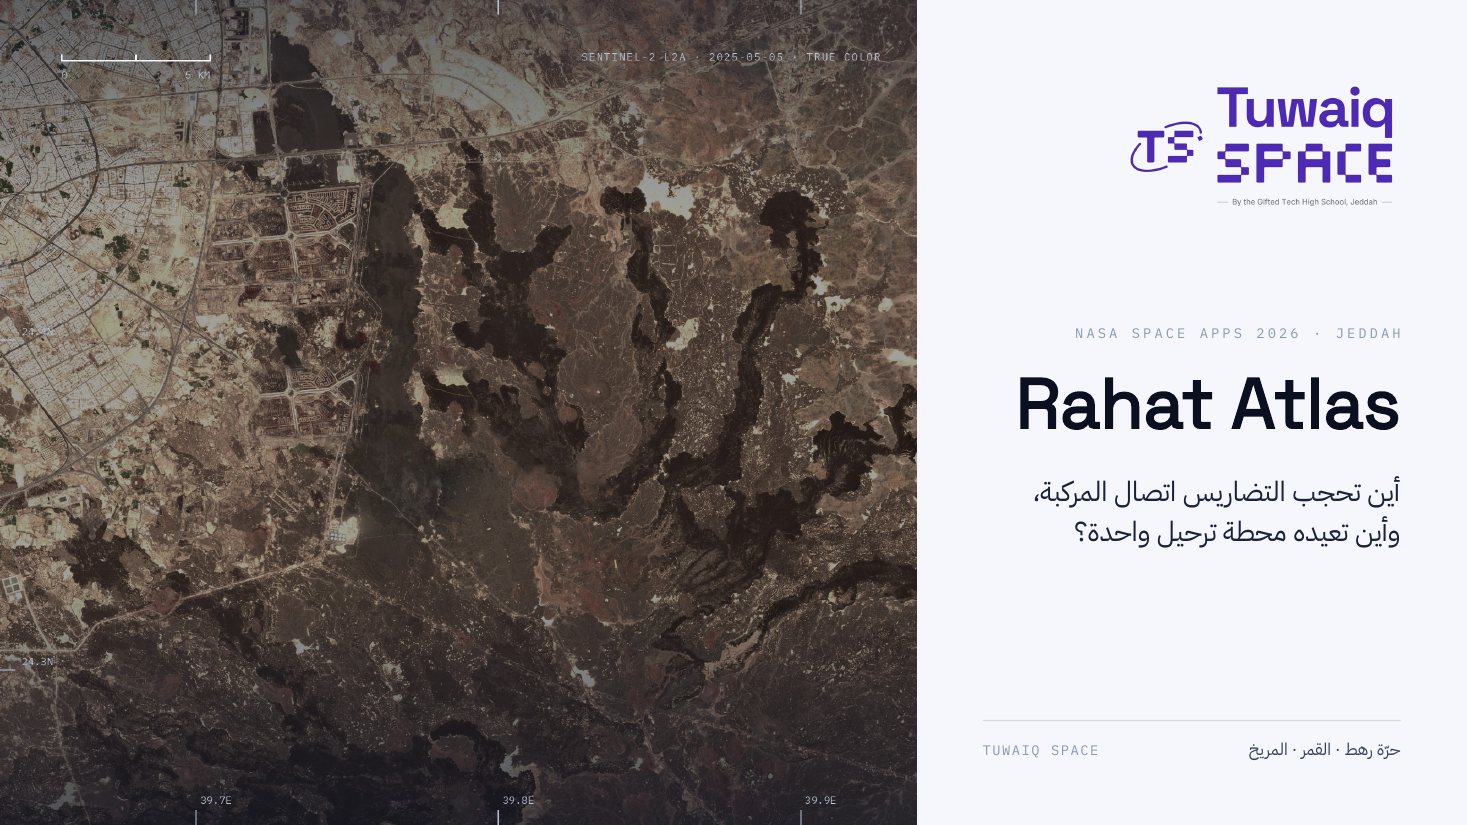 0
5 KM
SENTINEL-2 L2A · 2025-05-05 · TRUE COLOR
24.3N
39.7E
39.8E
39.9E
TS
Tuwaiq
SPACE
By the Gifted Tech High School, Jeddah
NASA SPACE APPS 2026 · JEDDAH
Rahat Atlas
أين تحجب التضاريس اتصال المركبة،
وأين تعيده محطة ترحيل واحدة؟
حرّة رهط · القمر · المريخ
TUWAIQ SPACE